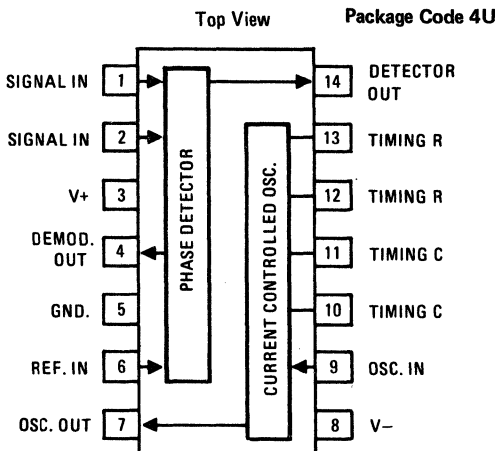 Top View
Package Code 4U
SIGNAL IN 1
SIGNAL IN 2
V+ 3
DEMOD.
OUT 4
GND. 5
REF. IN 6
OSC. OUT 7
PHASE DETECTOR
CURRENT CONTROLLED OSC.
14 DETECTOR
OUT
13 TIMING R
12 TIMING R
11 TIMING C
10 TIMING C
9 OSC. IN
8 V−